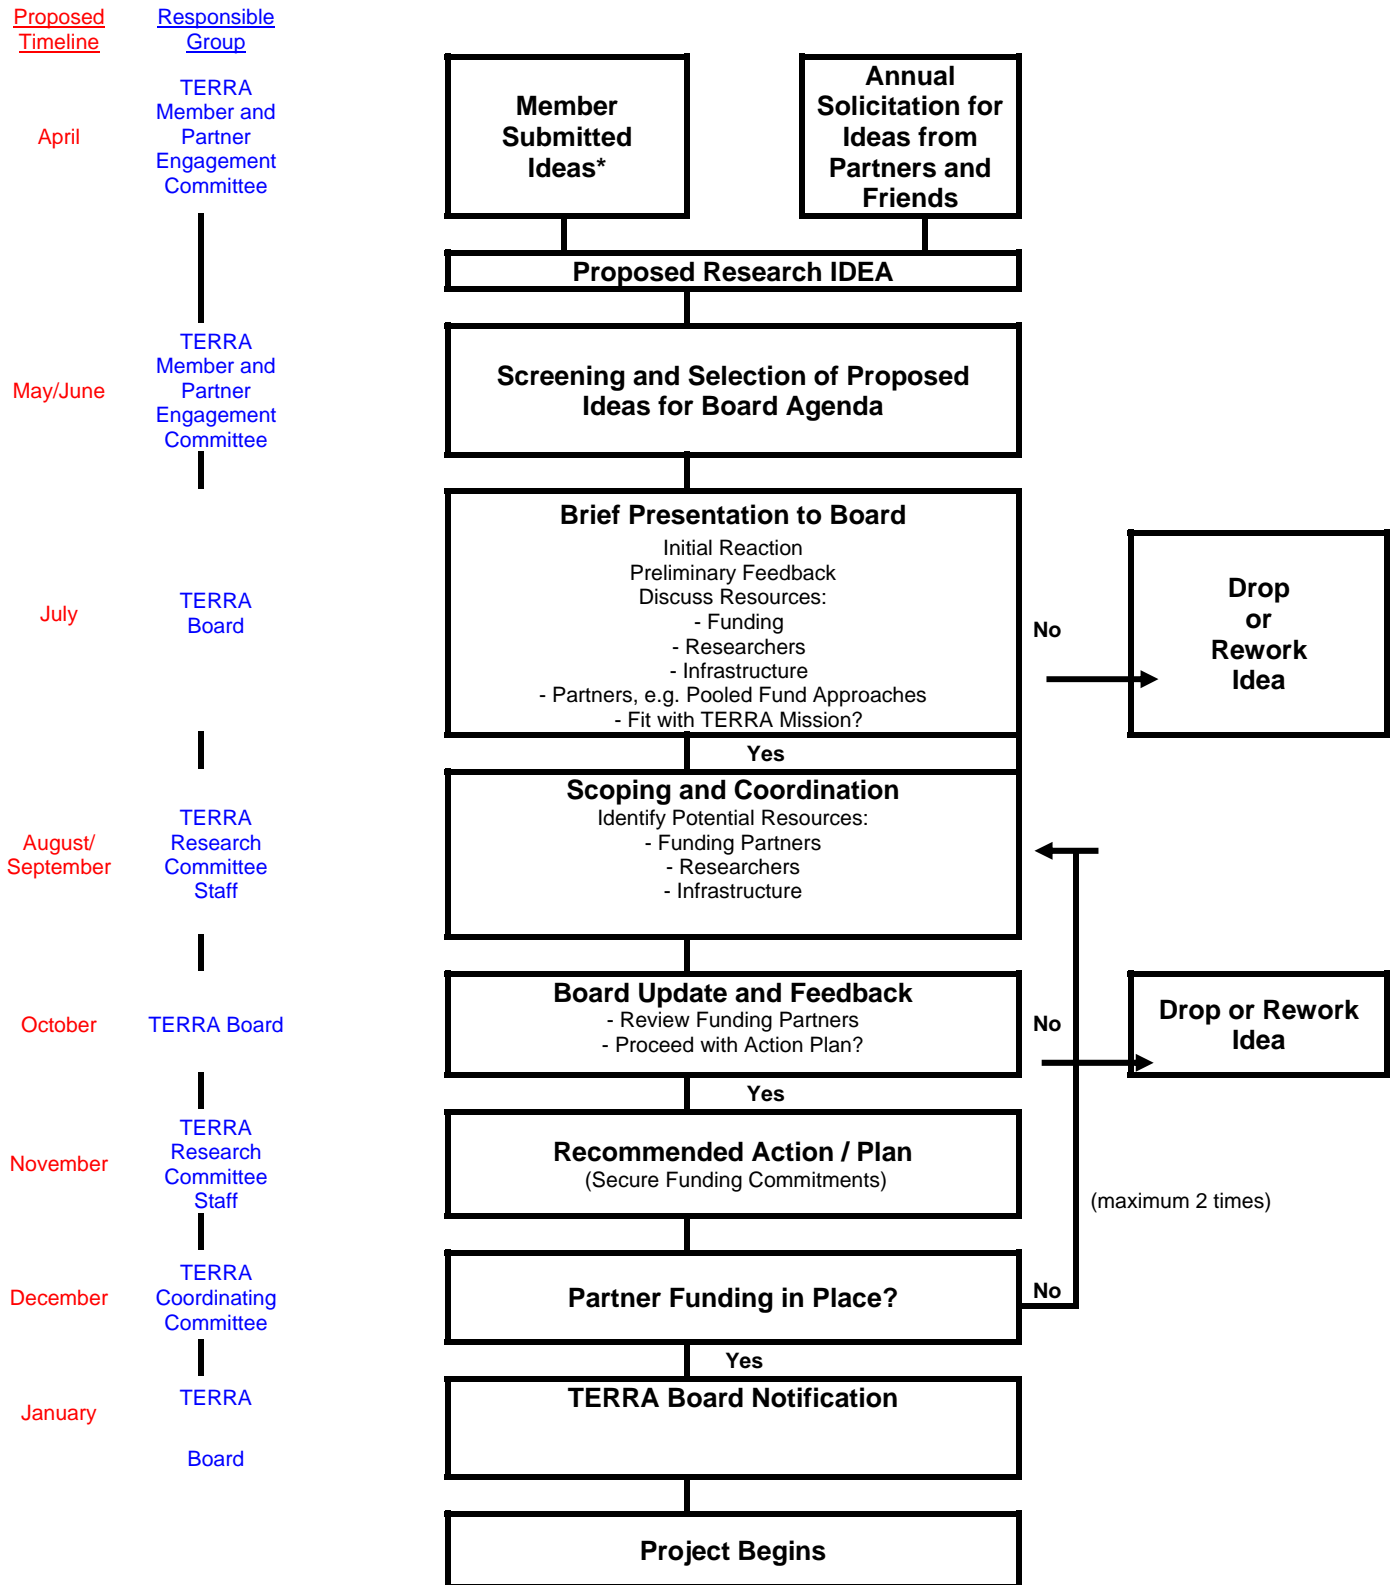 Proposed
Timeline
Responsible
Group
April
TERRA
Member and
Partner
Engagement
Committee
Member
Submitted
Ideas*
Annual
Solicitation for
Ideas from
Partners and
Friends
Proposed Research IDEA
May/June
TERRA
Member and
Partner
Engagement
Committee
Screening and Selection of Proposed
Ideas for Board Agenda
July
TERRA
Board
Brief Presentation to Board
Initial Reaction
Preliminary Feedback
Discuss Resources:
- Funding
- Researchers
- Infrastructure
- Partners, e.g. Pooled Fund Approaches
- Fit with TERRA Mission?
No
Drop
or
Rework
Idea
Yes
August/
September
TERRA
Research
Committee
Staff
Scoping and Coordination
Identify Potential Resources:
- Funding Partners
- Researchers
- Infrastructure
October
TERRA Board
Board Update and Feedback
- Review Funding Partners
- Proceed with Action Plan?
No
Drop or Rework
Idea
Yes
November
TERRA
Research
Committee
Staff
Recommended Action / Plan
(Secure Funding Commitments)
(maximum 2 times)
December
TERRA
Coordinating
Committee
Partner Funding in Place?
No
Yes
January
TERRA
Board
TERRA Board Notification
Project Begins